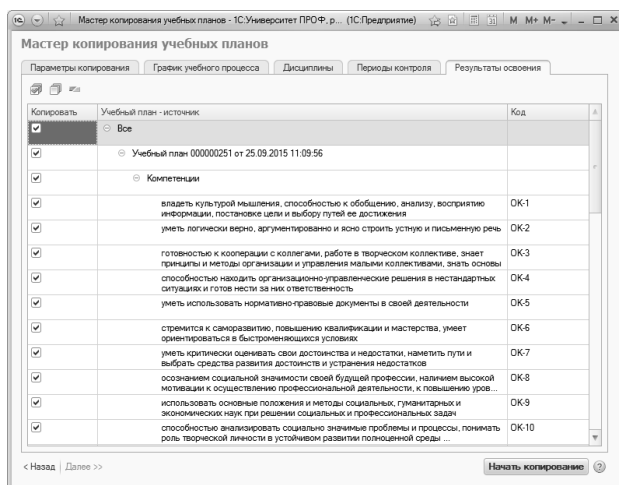 Мастер копирования учебных планов - 1С:Университет ПРОФ, р... (1С:Предприятие) M M+ M-
Мастер копирования учебных планов
Параметры копирования График учебного процесса Дисциплины Периоды контроля Результаты освоения
Копировать Учебный план - источник Код
Все
Учебный план 000000251 от 25.09.2015 11:09:56
Компетенции
владеть культурой мышления, способностью к обобщению, анализу, восприятию ОК-1
информации, постановке цели и выбору путей ее достижения
уметь логически верно, аргументированно и ясно строить устную и письменную речь ОК-2
готовностью к кооперации с коллегами, работе в творческом коллективе, знает ОК-3
принципы и методы организации и управления малыми коллективами, знать основы
способностью находить организационно-управленческие решения в нестандартных ОК-4
ситуациях и готов нести за них ответственность
уметь использовать нормативно-правовые документы в своей деятельности ОК-5
стремится к саморазвитию, повышению квалификации и мастерства, умеет ОК-6
ориентироваться в быстроменяющихся условиях
уметь критически оценивать свои достоинства и недостатки, наметить пути и ОК-7
выбрать средства развития достоинств и устранения недостатков
осознанием социальной значимости своей будущей профессии, наличием высокой ОК-8
мотивации к осуществлению профессиональной деятельности, к повышению уров...
использовать основные положения и методы социальных, гуманитарных и ОК-9
экономических наук при решении социальных и профессиональных задач
способностью анализировать социально значимые проблемы и процессы, понимать ОК-10
роль творческой личности в устойчивом развитии полноценной среды ...
< Назад Далее >> Начать копирование ?